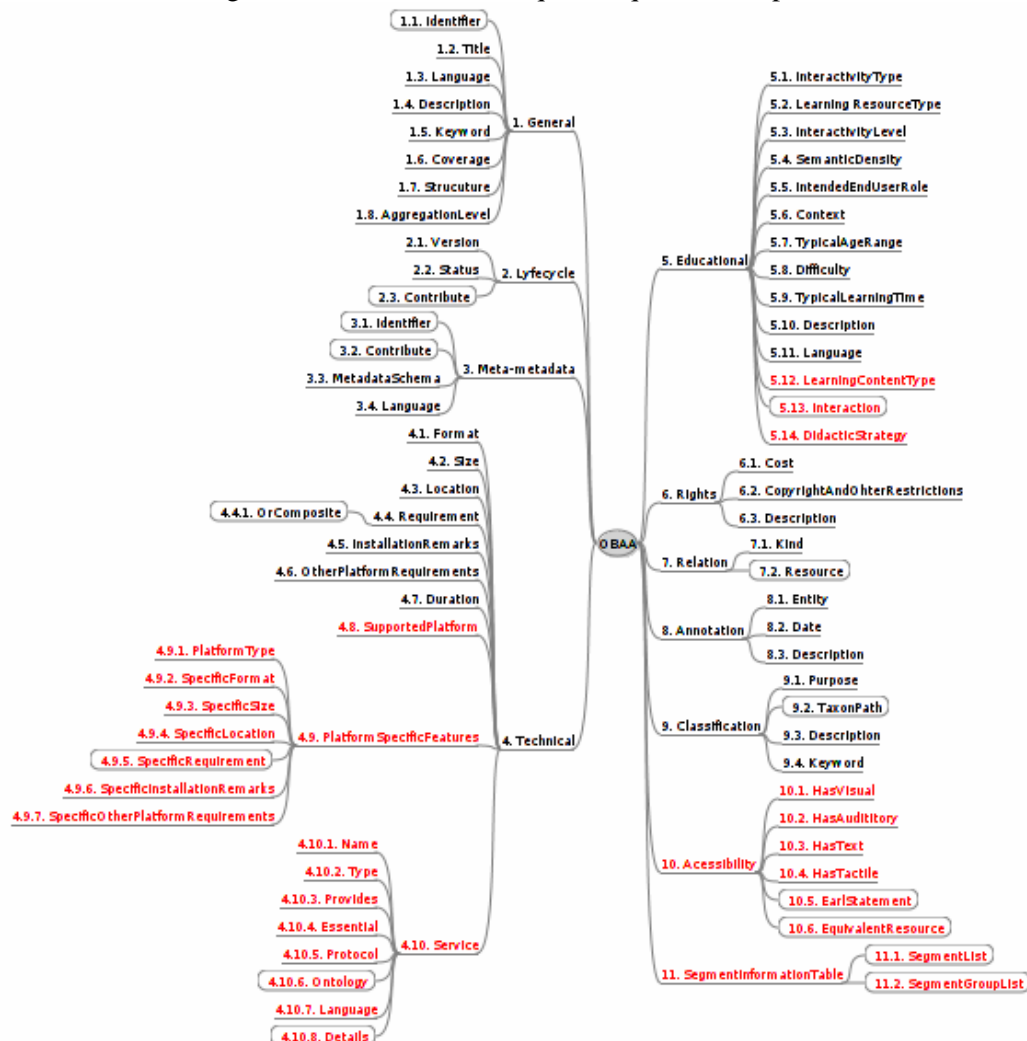 1.1. Identifier
1.2. Title
1.3. Language
1.4. Description
1.5. Keyword
1.6. Coverage
1.7. Strucuture
1.8. AggregationLevel
1. General
2.1. Version
2.2. Status
2.3. Contribute
2. Lyfecycle
3.1. Identifier
3.2. Contribute
3.3. MetadataSchema
3.4. Language
3. Meta-metadata
4.1. Format
4.2. Size
4.3. Location
4.4.1. OrComposite
4.4. Requirement
4.5. InstallationRemarks
4.6. OtherPlatformRequirements
4.7. Duration
4.8. SupportedPlatform
4.9.1. PlatformType
4.9.2. SpecificFormat
4.9.3. SpecificSize
4.9.4. SpecificLocation
4.9.5. SpecificRequirement
4.9.6. SpecificInstallationRemarks
4.9.7. SpecificOtherPlatformRequirements
4.9. PlatformSpecificFeatures
4. Technical
4.10.1. Name
4.10.2. Type
4.10.3. Provides
4.10.4. Essential
4.10.5. Protocol
4.10.6. Ontology
4.10.7. Language
4.10.8. Details
4.10. Service
OBAA
5. Educational
5.1. InteractivityType
5.2. Learning ResourceType
5.3. InteractivityLevel
5.4. SemanticDensity
5.5. IntendedEndUserRole
5.6. Context
5.7. TypicalAgeRange
5.8. Difficulty
5.9. TypicalLearningTime
5.10. Description
5.11. Language
5.12. LearningContentType
5.13. Interaction
5.14. DidacticStrategy
6. Rights
6.1. Cost
6.2. CopyrightAndOhterRestrictions
6.3. Description
7. Relation
7.1. Kind
7.2. Resource
8. Annotation
8.1. Entity
8.2. Date
8.3. Description
9. Classification
9.1. Purpose
9.2. TaxonPath
9.3. Description
9.4. Keyword
10. Acessibility
10.1. HasVisual
10.2. HasAudititory
10.3. HasText
10.4. HasTactile
10.5. EarlStatement
10.6. EquivalentResource
11. SegmentInformationTable
11.1. SegmentList
11.2. SegmentGroupList